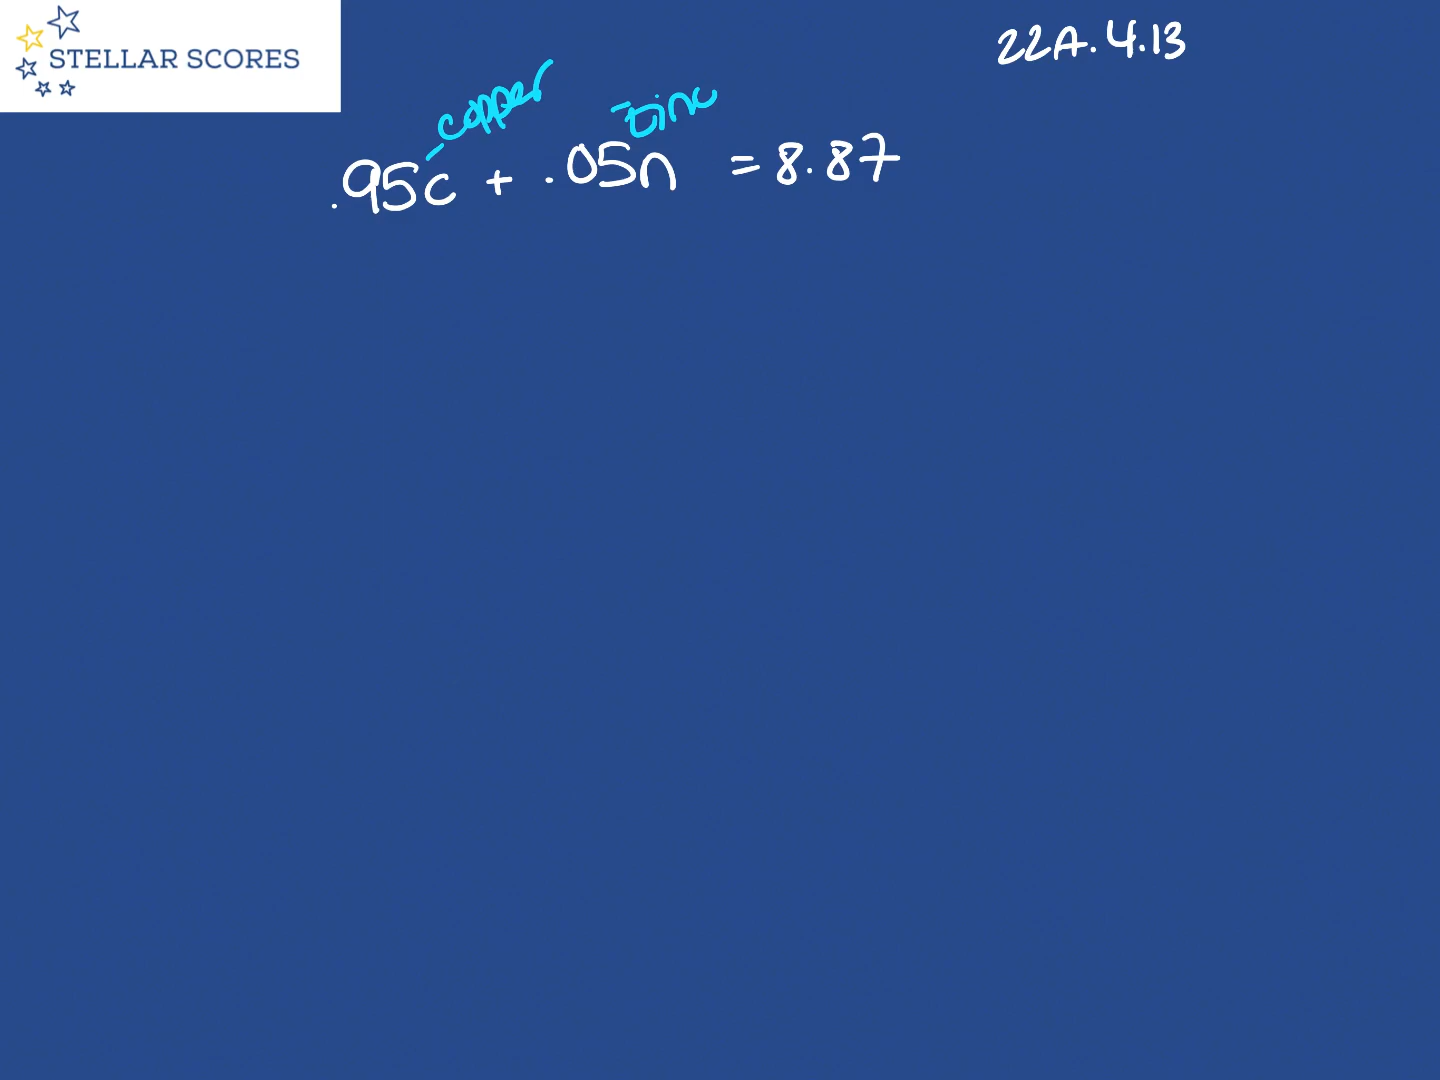 STELLAR SCORES
22A.4.13
copper
zinc
.95c + .05n = 8.87